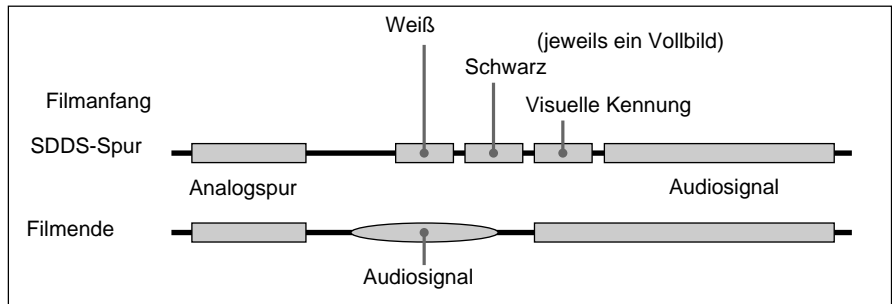 Weiß
(jeweils ein Vollbild)
Schwarz
Filmanfang
Visuelle Kennung
SDDS-Spur
Analogspur
Audiosignal
Filmende
Audiosignal